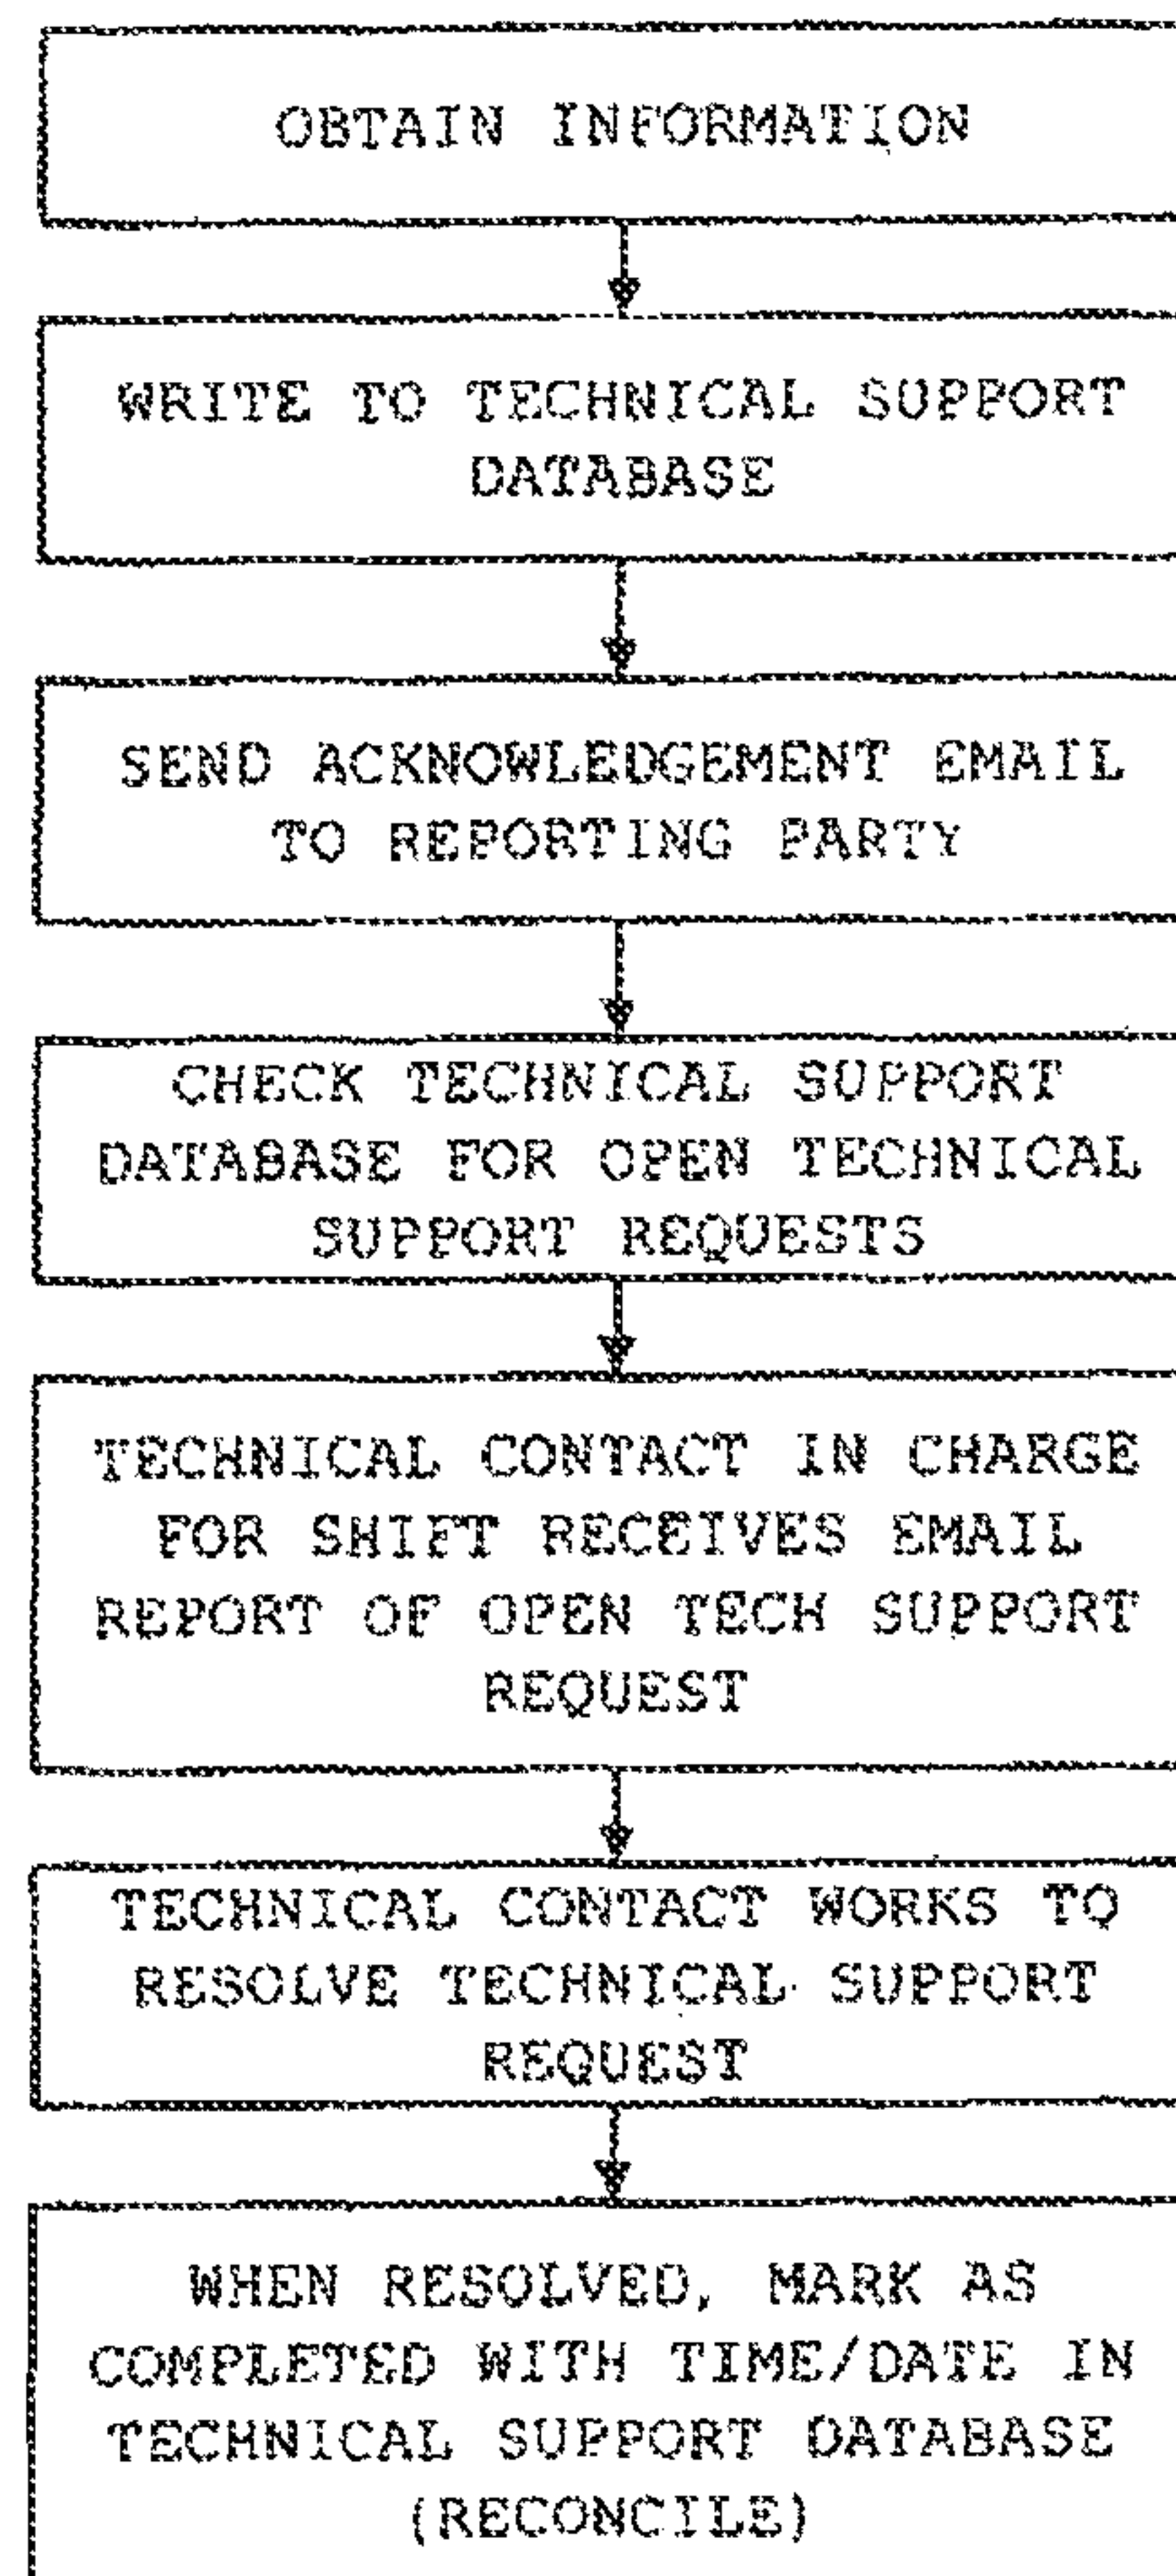 OBTAIN INFORMATION
WRITE TO TECHNICAL SUPPORT
DATABASE
SEND ACKNOWLEDGEMENT EMAIL
TO REPORTING PARTY
CHECK TECHNICAL SUPPORT
DATABASE FOR OPEN TECHNICAL
SUPPORT REQUESTS
TECHNICAL CONTACT IN CHARGE
FOR SHIFT RECEIVES EMAIL
REPORT OF OPEN TECH SUPPORT
REQUEST
TECHNICAL CONTACT WORKS TO
RESOLVE TECHNICAL SUPPORT
REQUEST
WHEN RESOLVED, MARK AS
COMPLETED WITH TIME/DATE IN
TECHNICAL SUPPORT DATABASE
(RECONCILE)